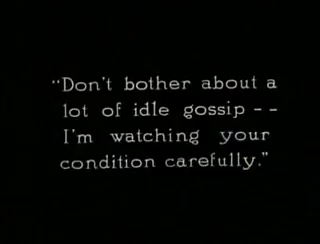 "Don't bother about a
lot of idle gossip--
I'm watching your
condition carefully."